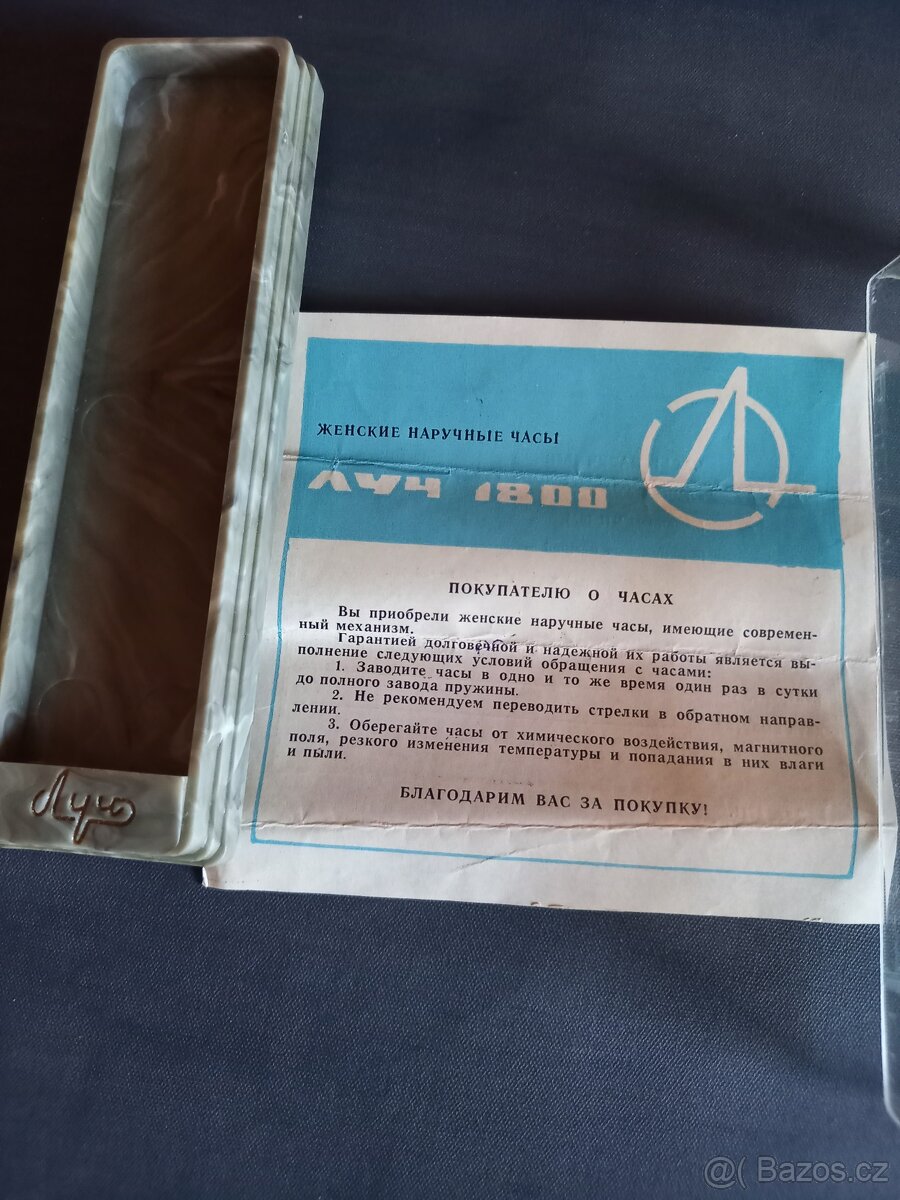 ЖЕНСКИЕ НАРУЧНЫЕ ЧАСЫ
ЛУЧ 1800
ПОКУПАТЕЛЮ О ЧАСАХ
Вы приобрели женские наручные часы, имеющие современ-
ный механизм.
Гарантией долговечной и надежной их работы является вы-
полнение следующих условий обращения с часами:
1. Заводите часы в одно и то же время один раз в сутки
до полного завода пружины.
2. Не рекомендуем переводить стрелки в обратном направ-
лении.
3. Оберегайте часы от химического воздействия, магнитного
поля, резкого изменения температуры и попадания в них влаги
и пыли.
БЛАГОДАРИМ ВАС ЗА ПОКУПКУ!
Луч
@( Bazos.cz